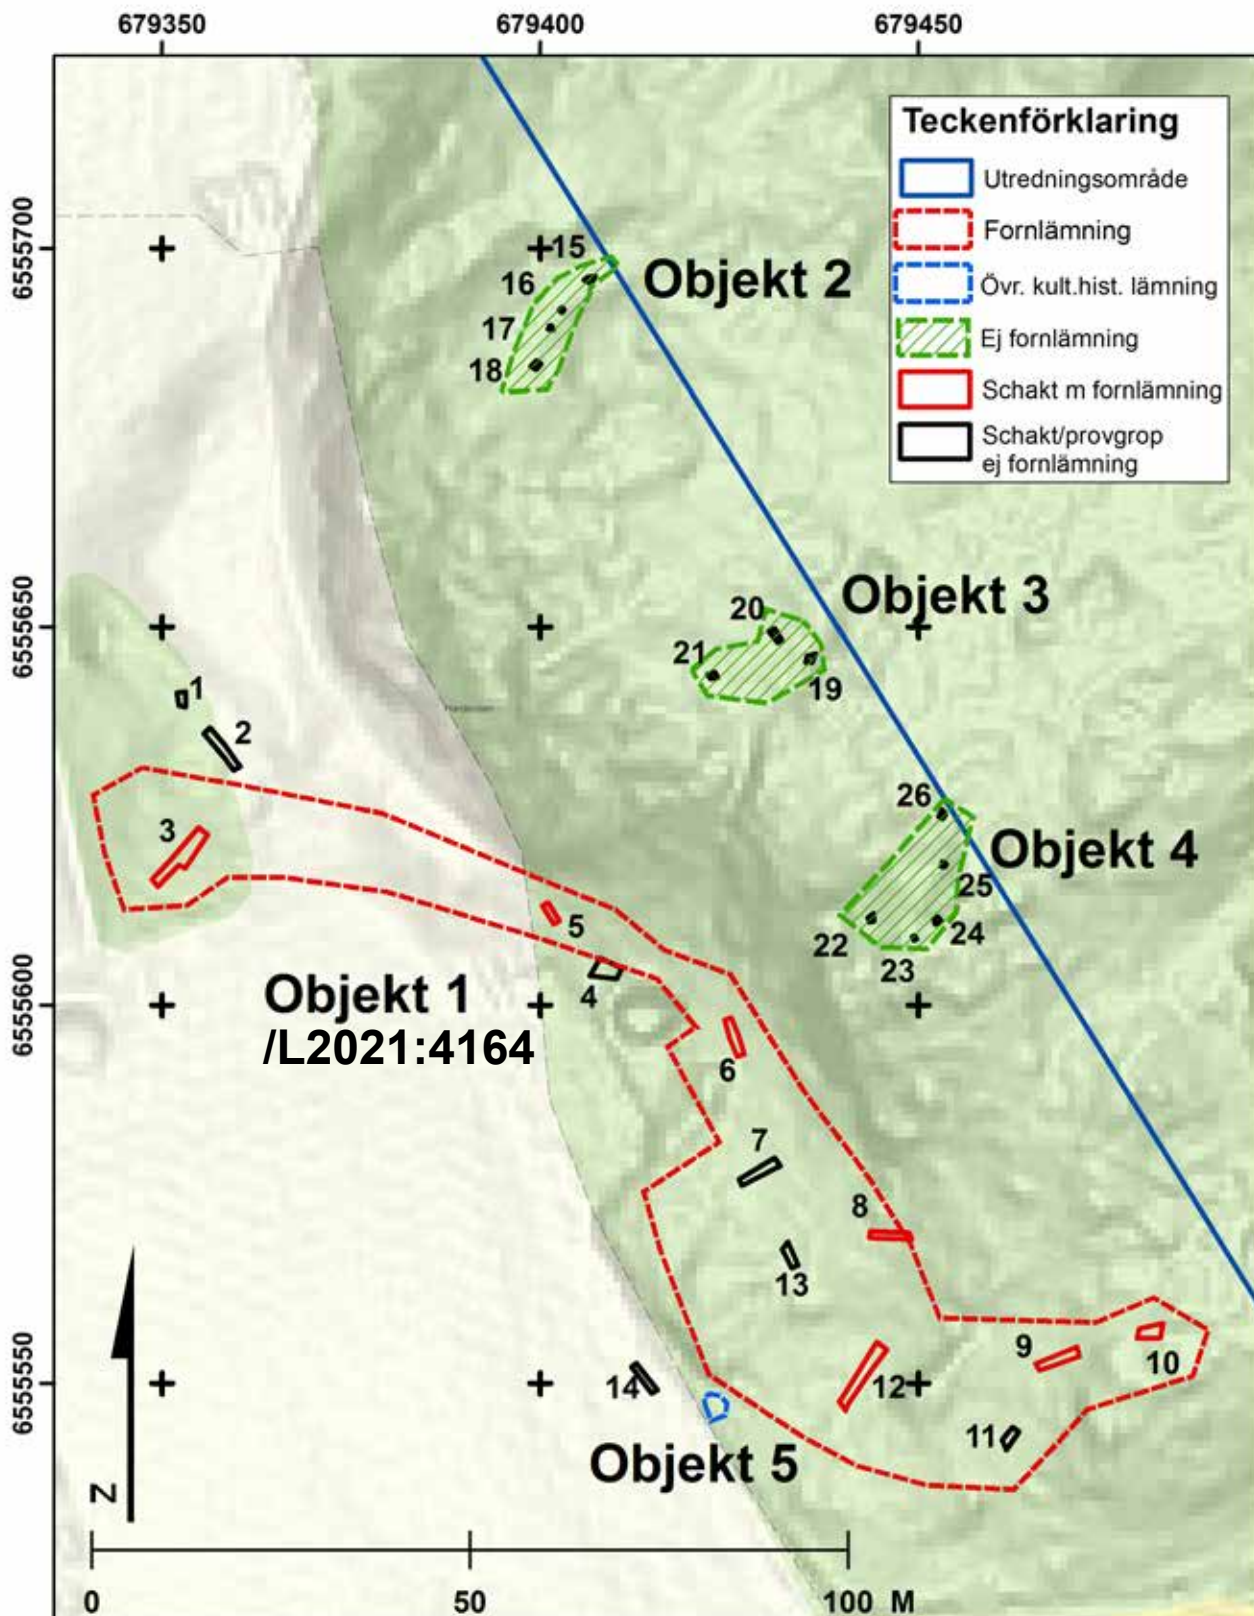 679350 679400 679450
Teckenförklaring
Utredningsområde
Fornlämning
Övr. kult.hist. lämning
Ej fornlämning
Schakt m fornlämning
Schakt/provgrop
ej fornlämning
6555700
15
16
Objekt 2
17
18
6555650
Objekt 3
20
21
19
1
2
26
3
Objekt 4
25
5
22
24
23
6555600
4
Objekt 1
/L2021:4164
6
7
8
13
9
10
6555550
14
12
11
Objekt 5
N
0 50 100 M